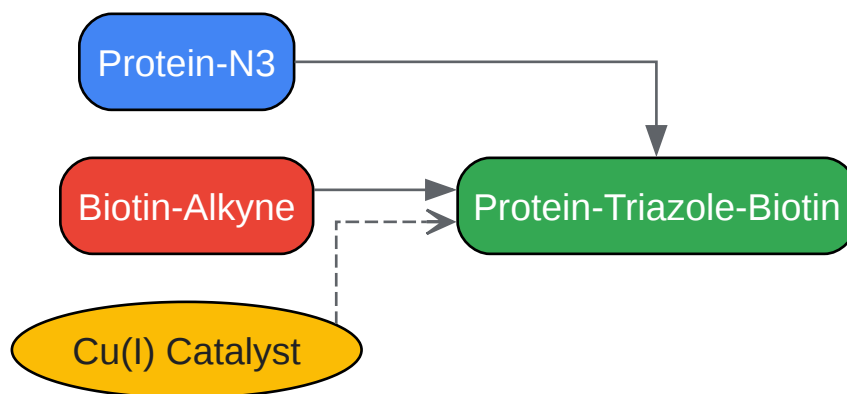 Protein-N3
Biotin-Alkyne
Protein-Triazole-Biotin
Cu(I) Catalyst